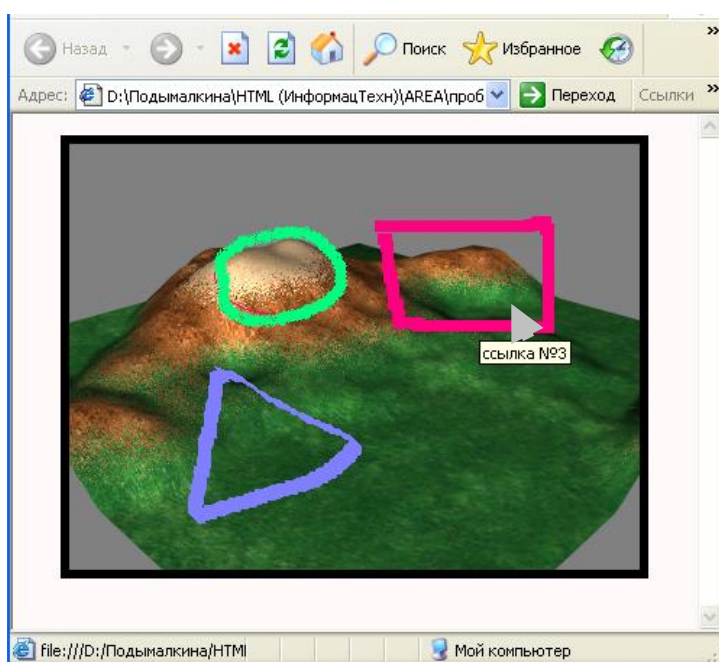 Назад Поиск Избранное »
Адрес: D:\Подымалкина\HTML (ИнформацТехн)\AREA\проб Переход Ссылки »
ссылка №3
file:///D:/Подымалкина/HTMl Мой компьютер